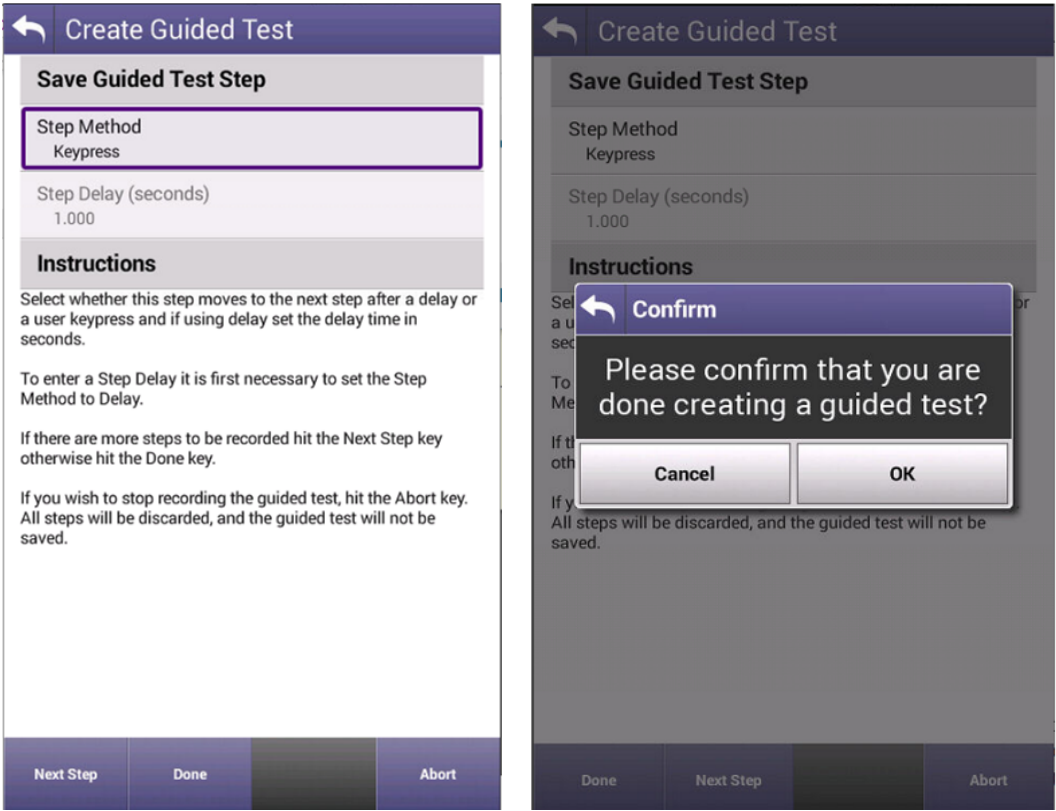 Create Guided Test
Save Guided Test Step
Step Method
Keypress
Step Delay (seconds)
1.000
Instructions
Select whether this step moves to the next step after a delay or
a user keypress and if using delay set the delay time in
seconds.
To enter a Step Delay it is first necessary to set the Step
Method to Delay.
If there are more steps to be recorded hit the Next Step key
otherwise hit the Done key.
If you wish to stop recording the guided test, hit the Abort key.
All steps will be discarded, and the guided test will not be
saved.
Next Step Done Abort
Create Guided Test
Save Guided Test Step
Step Method
Keypress
Step Delay (seconds)
1.000
Instructions
Confirm
Please confirm that you are
done creating a guided test?
Cancel OK
All steps will be discarded, and the guided test will not be
saved.
Done Next Step Abort